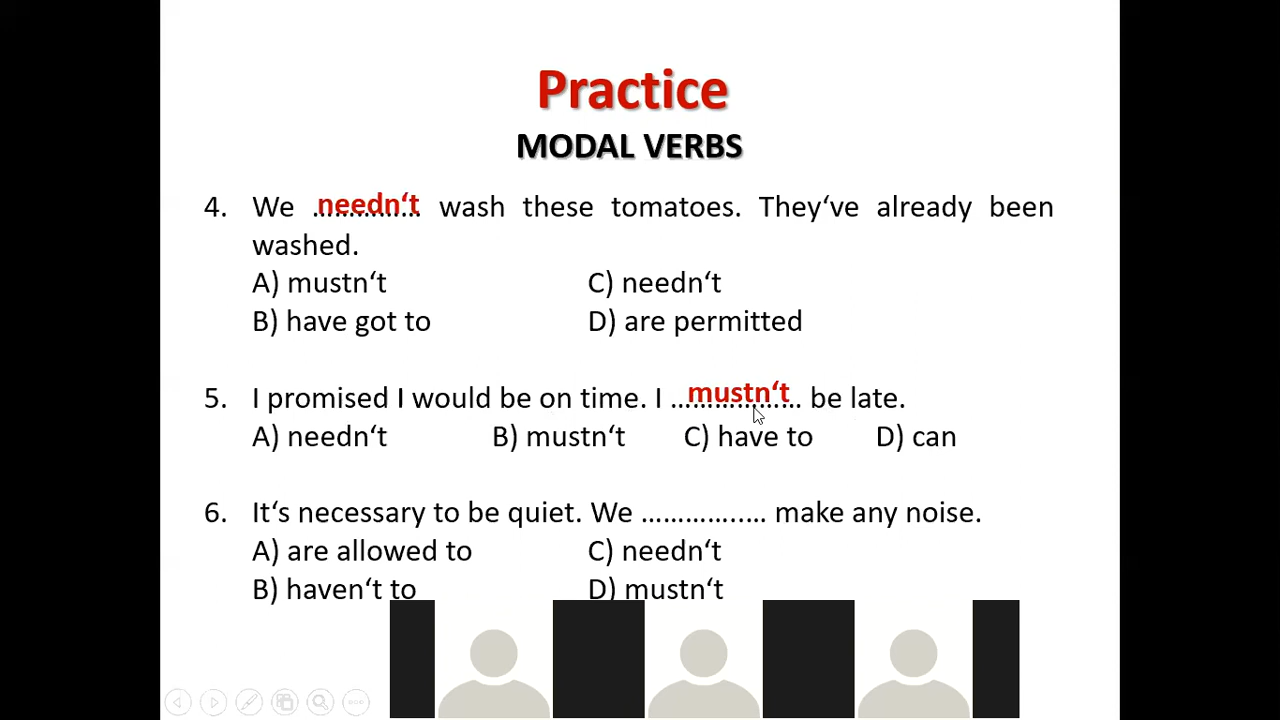 Practice
MODAL VERBS
4. We ....needn‘t.... wash these tomatoes. They‘ve already been
washed.
A) mustn‘t C) needn‘t
B) have got to D) are permitted
5. I promised I would be on time. I ...mustn‘t... be late.
A) needn‘t B) mustn‘t C) have to D) can
6. It‘s necessary to be quiet. We ………….…. make any noise.
A) are allowed to C) needn‘t
B) haven‘t to D) mustn‘t